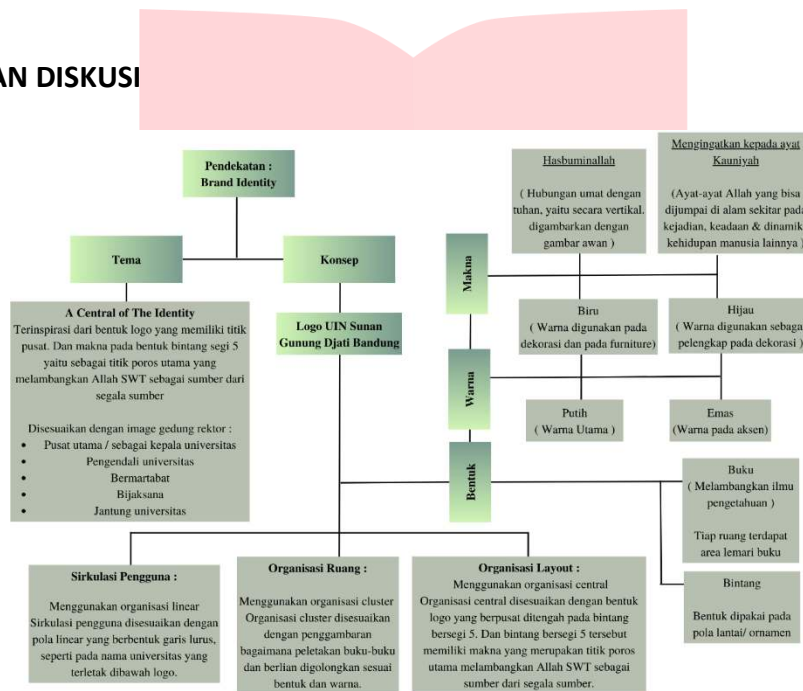 AN DISKUSI
Pendekatan :
Brand Identity
Tema
Konsep
A Central of The Identity
Terinspirasi dari bentuk logo yang memiliki titik
pusat. Dan makna pada bentuk bintang segi 5
yaitu sebagai titik poros utama yang
melambangkan Allah SWT sebagai sumber dari
segala sumber
Disesuaikan dengan image gedung rektor :
• Pusat utama / sebagai kepala universitas
• Pengendali universitas
• Bermartabat
• Bijaksana
• Jantung universitas
Logo UIN Sunan
Gunung Djati Bandung
Hasbuminallah
( Hubungan umat dengan
tuhan, yaitu secara vertikal.
digambarkan dengan
gambar awan )
Mengingatkan kepada ayat
Kauniyah
(Ayat-ayat Allah yang bisa
dijumpai di alam sekitar pada
kejadian, keadaan & dinamik
kehidupan manusia lainnya )
Makna
Biru
( Warna digunakan pada
dekorasi dan pada furniture)
Hijau
( Warna digunakan sebaga
pelengkap pada dekorasi )
Warna
Putih
( Warna Utama )
Emas
(Warna pada aksen)
Bentuk
Buku
( Melambangkan ilmu
pengetahuan )
Tiap ruang terdapat
area lemari buku
Bintang
Bentuk dipakai pada
pola lantai/ ornamen
Sirkulasi Pengguna :
Menggunakan organisasi linear
Sirkulasi pengguna disesuaikan dengan
pola linear yang berbentuk garis lurus,
seperti pada nama universitas yang
terletak dibawah logo.
Organisasi Ruang :
Menggunakan organisasi cluster
Organisasi cluster disesuaikan
dengan penggambaran
bagaimana peletakan buku-buku
dan berlian digolongkan sesuai
bentuk dan warna.
Organisasi Layout :
Menggunakan organisasi central
Organisasi central disesuaikan dengan bentuk
logo yang berpusat ditengah pada bintang
bersegi 5. Dan bintang bersegi 5 tersebut
memiliki makna yang merupakan titik poros
utama melambangkan Allah SWT sebagai
sumber dari segala sumber.